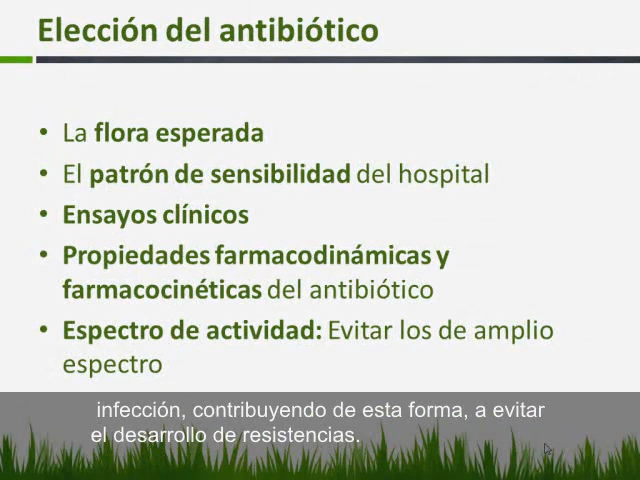 Elección del antibiótico
• La flora esperada
• El patrón de sensibilidad del hospital
• Ensayos clínicos
• Propiedades farmacodinámicas y
farmacocinéticas del antibiótico
• Espectro de actividad: Evitar los de amplio
espectro
infección, contribuyendo de esta forma, a evitar
el desarrollo de resistencias.